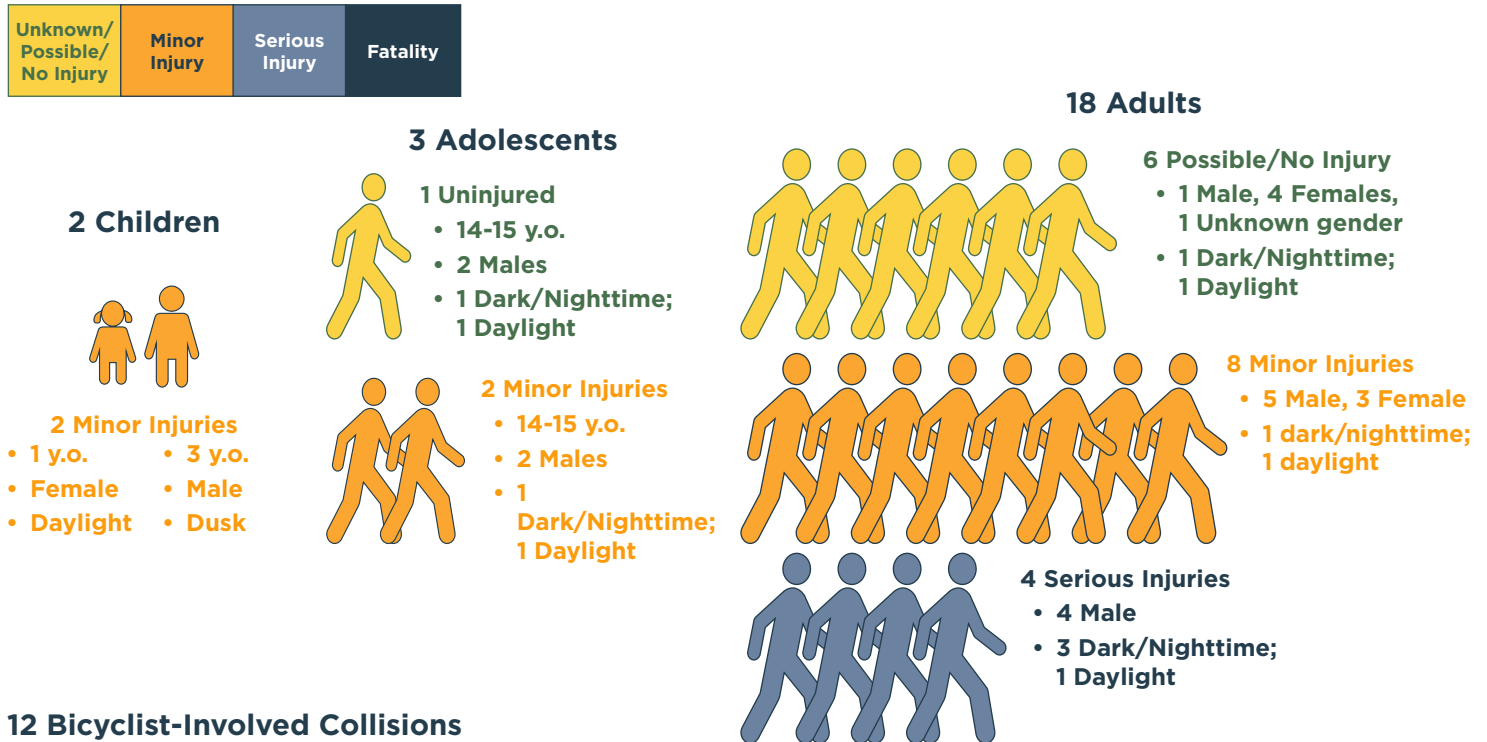 Unknown/
Possible/
No Injury
Minor
Injury
Serious
Injury
Fatality
2 Children
2 Minor Injuries
• 1 y.o.
• Female
• Daylight
• 3 y.o.
• Male
• Dusk
3 Adolescents
1 Uninjured
• 14-15 y.o.
• 2 Males
• 1 Dark/Nighttime;
1 Daylight
2 Minor Injuries
• 14-15 y.o.
• 2 Males
• 1
Dark/Nighttime;
1 Daylight
18 Adults
6 Possible/No Injury
• 1 Male, 4 Females,
1 Unknown gender
• 1 Dark/Nighttime;
1 Daylight
8 Minor Injuries
• 5 Male, 3 Female
• 1 dark/nighttime;
1 daylight
4 Serious Injuries
• 4 Male
• 3 Dark/Nighttime;
1 Daylight
12 Bicyclist-Involved Collisions